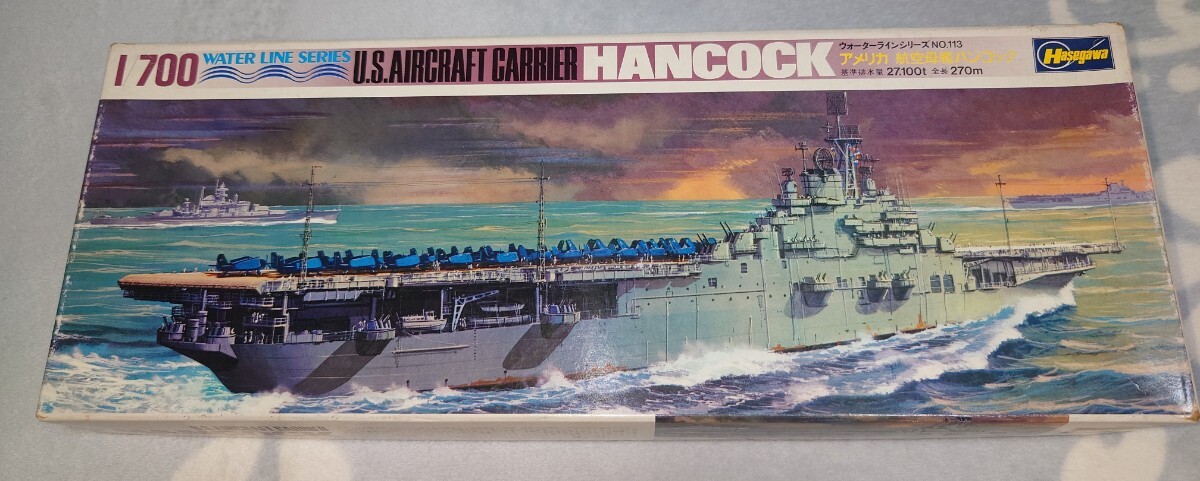 1/700 WATER LINE SERIES U.S. AIRCRAFT CARRIER HANCOCK
ウォーターラインシリーズ NO.113
アメリカ 航空母艦ハンコック
基準排水量 27,100t 全長 270m
Hasegawa